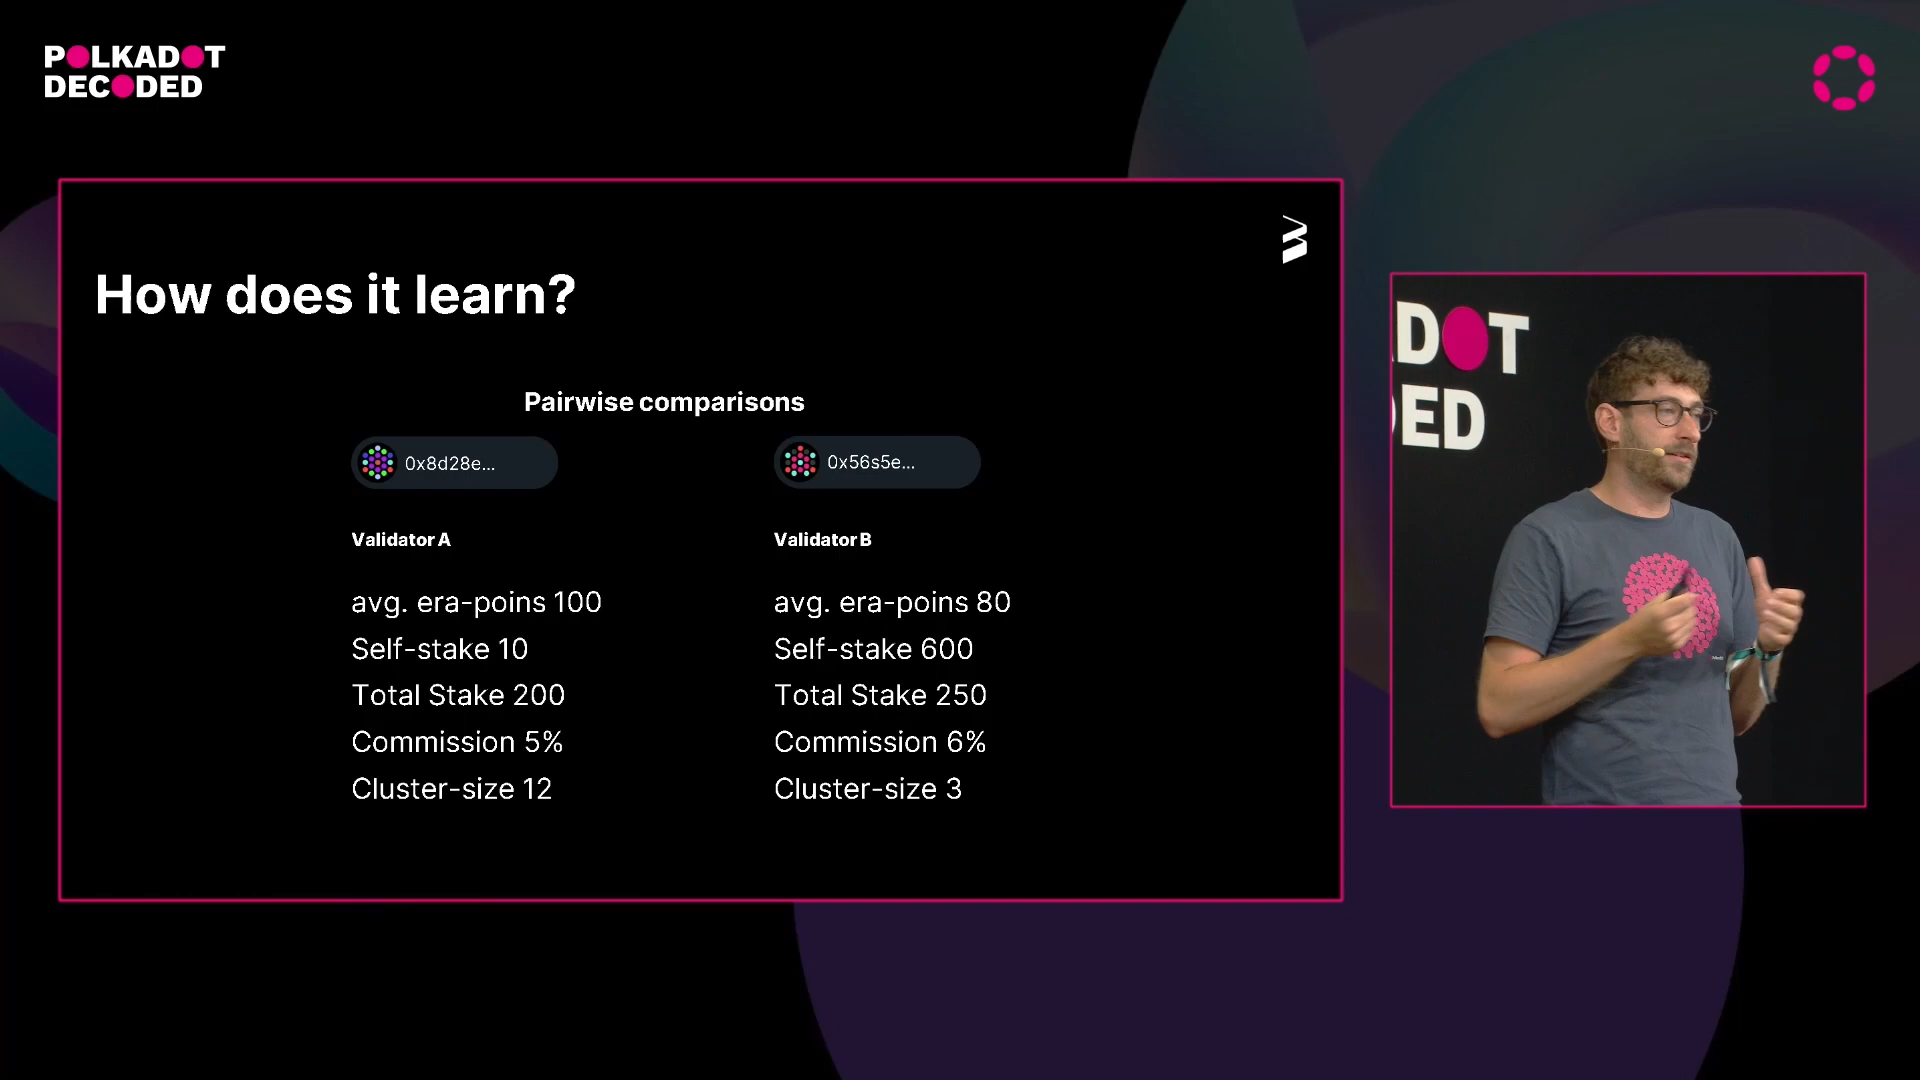 POLKADOT
DECODED
How does it learn?
Pairwise comparisons
0x8d28e...
0x56s5e...
Validator A
Validator B
avg. era-poins 100
avg. era-poins 80
Self-stake 10
Self-stake 600
Total Stake 200
Total Stake 250
Commission 5%
Commission 6%
Cluster-size 12
Cluster-size 3
DOT
DED